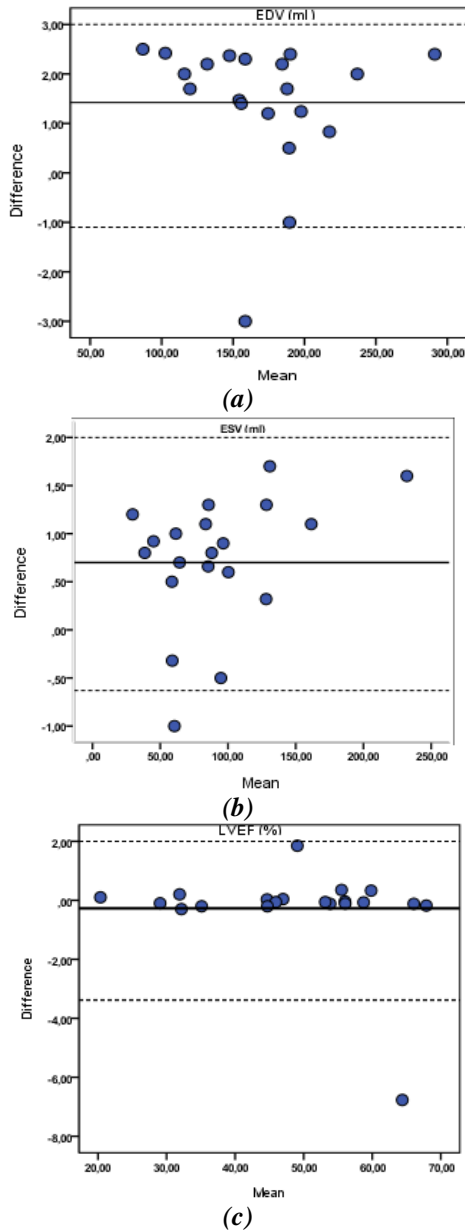 EDV (ml)
3,00
2,00
1,00
,00
-1,00
-2,00
-3,00
Difference
50,00 100,00 150,00 200,00 250,00 300,00
Mean
(a)
ESV (ml)
2,00
1,50
1,00
,50
,00
-,50
-1,00
Difference
,00 50,00 100,00 150,00 200,00 250,00
Mean
(b)
LVEF (%)
2,00
,00
-2,00
-4,00
-6,00
-8,00
Difference
20,00 30,00 40,00 50,00 60,00 70,00
Mean
(c)